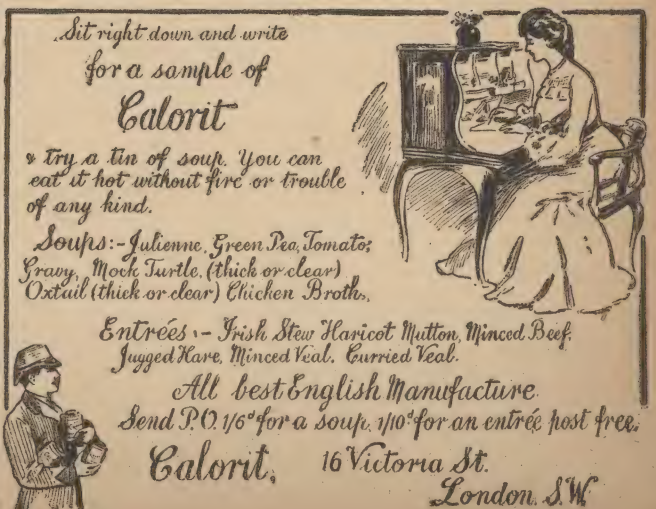 Sit right down and write
for a sample of
Calorit
& try a tin of soup. You can
eat it hot without fire or trouble
of any kind.
Soups:- Julienne, Green Pea, Tomato;
Gravy, Mock Turtle, (thick or clear)
Oxtail (thick or clear) Chicken Broth,
Entrées:- Irish Stew Haricot Mutton, Minced Beef,
Jugged Hare, Minced Veal. Curried Veal.
All best English Manufacture
Send P.O. 1/6d for a soup, 1/10d for an entrée post free.
Calorit, 16 Victoria St.
London. S.W.